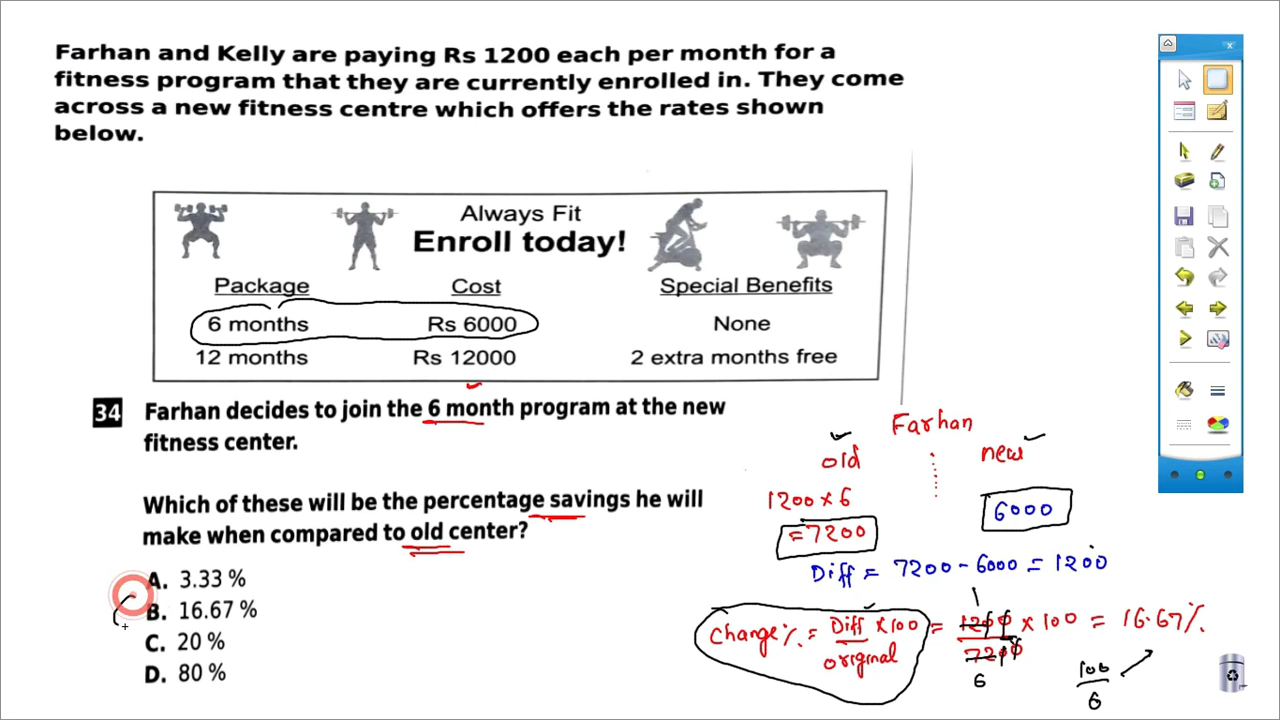 Farhan and Kelly are paying Rs 1200 each per month for a
fitness program that they are currently enrolled in. They come
across a new fitness centre which offers the rates shown
below.
Always Fit
Enroll today!
Package Cost Special Benefits
6 months Rs 6000 None
12 months Rs 12000 2 extra months free
34 Farhan decides to join the 6 month program at the new
fitness center.
Which of these will be the percentage savings he will
make when compared to old center?
A. 3.33 %
B. 16.67 %
C. 20 %
D. 80 %
Farhan
old new
1200 × 6
= 7200 6000
Diff = 7200 - 6000 = 1200
1
Change % = Diff × 100 = 1200 × 100 = 16.67 %
original 7200
6
100
6